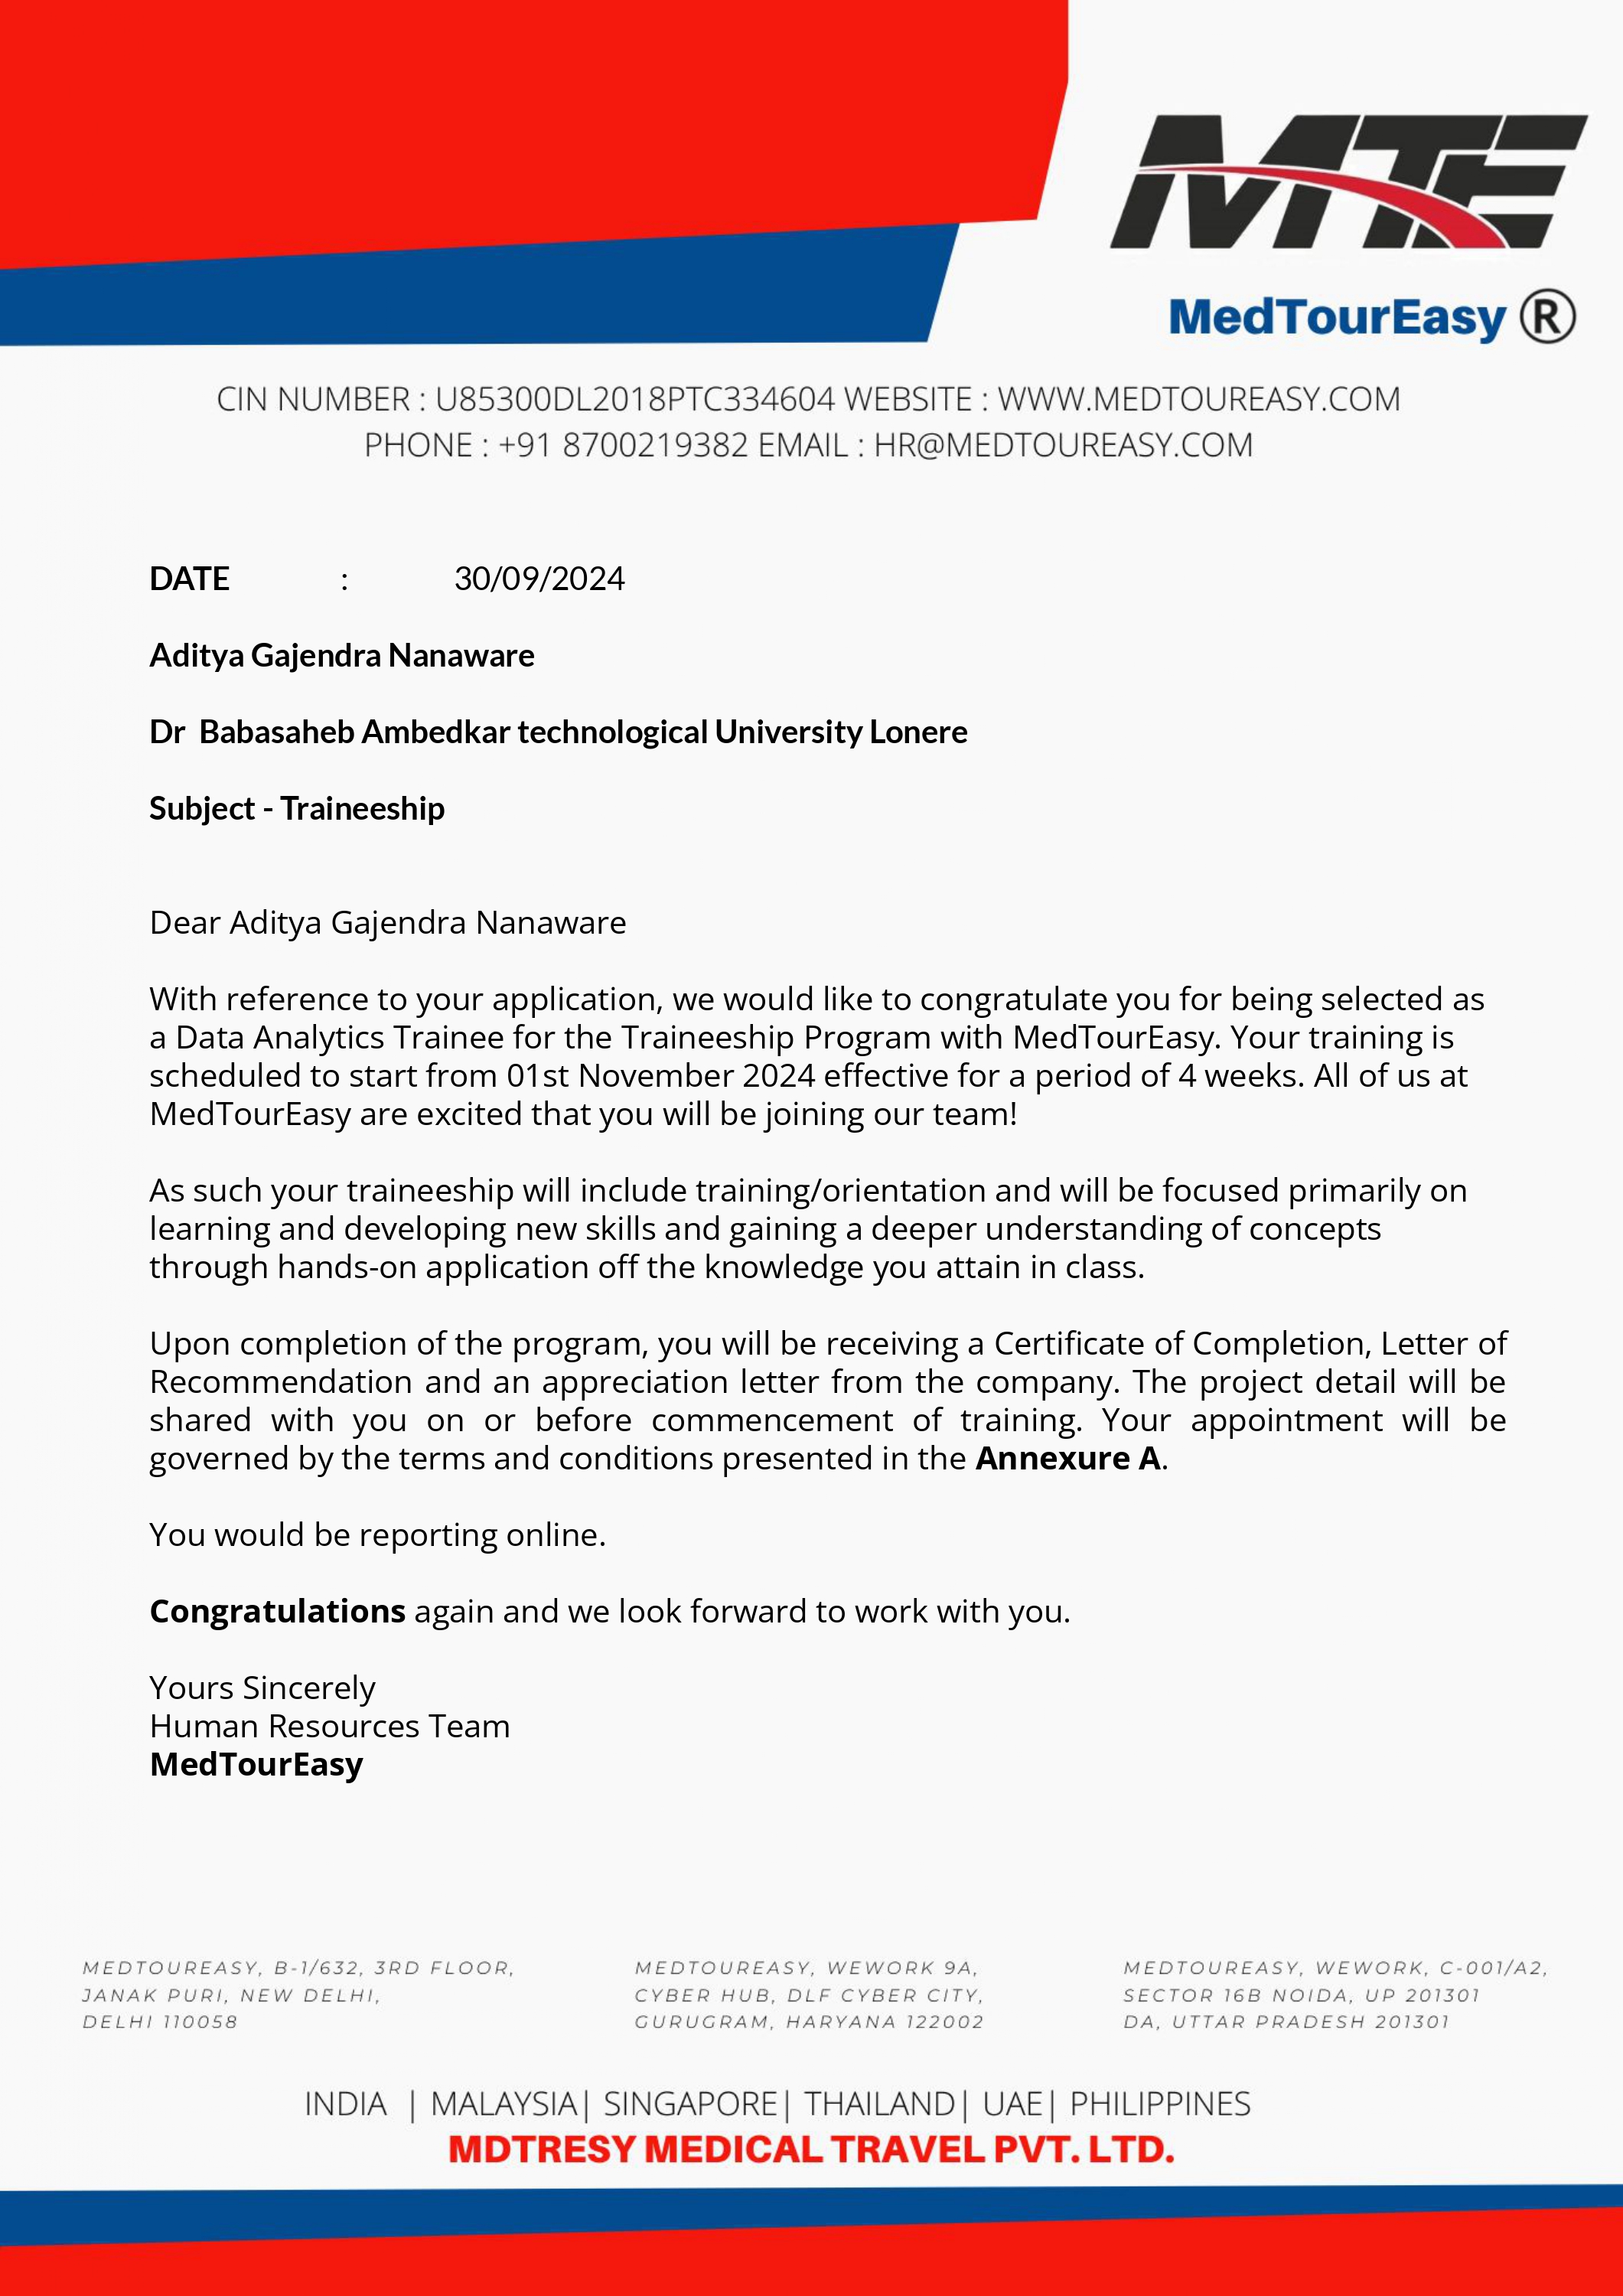 MTE
MedTourEasy ®
CIN NUMBER : U85300DL2018PTC334604 WEBSITE : WWW.MEDTOUREASY.COM
PHONE : +91 8700219382 EMAIL : HR@MEDTOUREASY.COM
DATE : 30/09/2024
Aditya Gajendra Nanaware
Dr Babasaheb Ambedkar technological University Lonere
Subject - Traineeship
Dear Aditya Gajendra Nanaware
With reference to your application, we would like to congratulate you for being selected as
a Data Analytics Trainee for the Traineeship Program with MedTourEasy. Your training is
scheduled to start from 01st November 2024 effective for a period of 4 weeks. All of us at
MedTourEasy are excited that you will be joining our team!
As such your traineeship will include training/orientation and will be focused primarily on
learning and developing new skills and gaining a deeper understanding of concepts
through hands-on application off the knowledge you attain in class.
Upon completion of the program, you will be receiving a Certificate of Completion, Letter of
Recommendation and an appreciation letter from the company. The project detail will be
shared with you on or before commencement of training. Your appointment will be
governed by the terms and conditions presented in the Annexure A.
You would be reporting online.
Congratulations again and we look forward to work with you.
Yours Sincerely
Human Resources Team
MedTourEasy
MEDTOUREASY, B-1/632, 3RD FLOOR,
JANAK PURI, NEW DELHI,
DELHI 110058
MEDTOUREASY, WEWORK 9A,
CYBER HUB, DLF CYBER CITY,
GURUGRAM, HARYANA 122002
MEDTOUREASY, WEWORK, C-001/A2,
SECTOR 16B NOIDA, UP 201301
DA, UTTAR PRADESH 201301
INDIA | MALAYSIA| SINGAPORE| THAILAND| UAE| PHILIPPINES
MDTRESY MEDICAL TRAVEL PVT. LTD.